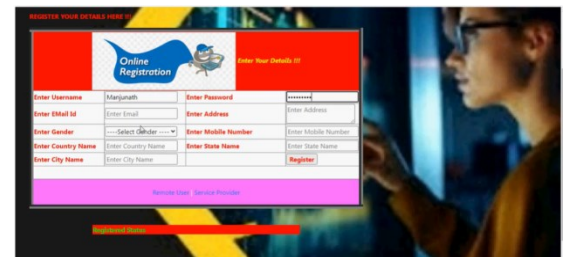 REGISTER YOUR DETAILS HERE !!!
Online
Registration
Enter Your Details !!!
Enter Username Manjunath Enter Password ••••••••
Enter EMail Id Enter Email Enter Address Enter Address
Enter Gender ----Select Gender ---- Enter Mobile Number Enter Mobile Number
Enter Country Name Enter Country Name Enter State Name Enter State Name
Enter City Name Enter City Name Register
Remote User Service Provider
Registered Status